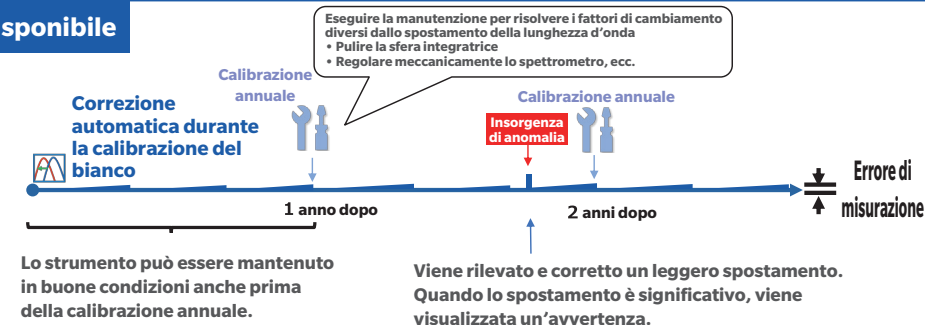 sponibile
Eseguire la manutenzione per risolvere i fattori di cambiamento
diversi dallo spostamento della lunghezza d'onda
• Pulire la sfera integratrice
• Regolare meccanicamente lo spettrometro, ecc.
Calibrazione
annuale
Calibrazione annuale
Correzione
automatica durante
la calibrazione del
bianco
Insorgenza
di anomalia
Errore di
misurazione
1 anno dopo
2 anni dopo
Lo strumento può essere mantenuto
in buone condizioni anche prima
della calibrazione annuale.
Viene rilevato e corretto un leggero spostamento.
Quando lo spostamento è significativo, viene
visualizzata un'avvertenza.